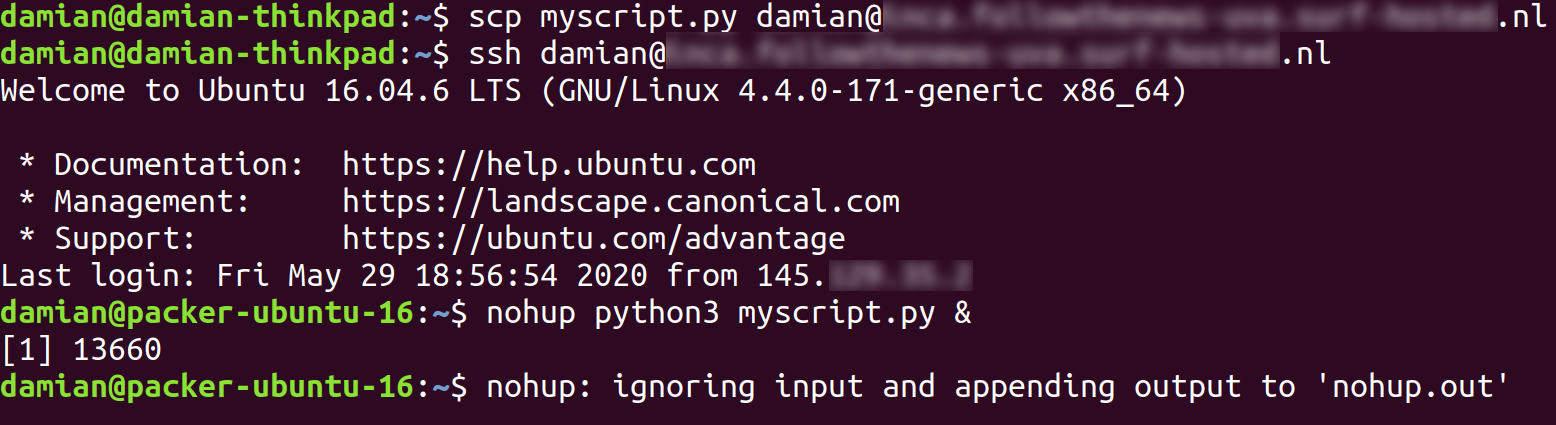 damian@damian-thinkpad:~$ scp myscript.py damian@.nl
damian@damian-thinkpad:~$ ssh damian@.nl
Welcome to Ubuntu 16.04.6 LTS (GNU/Linux 4.4.0-171-generic x86_64)
* Documentation: https://help.ubuntu.com
* Management: https://landscape.canonical.com
* Support: https://ubuntu.com/advantage
Last login: Fri May 29 18:56:54 2020 from 145.
damian@packer-ubuntu-16:~$ nohup python3 myscript.py &
[1] 13660
damian@packer-ubuntu-16:~$ nohup: ignoring input and appending output to 'nohup.out'